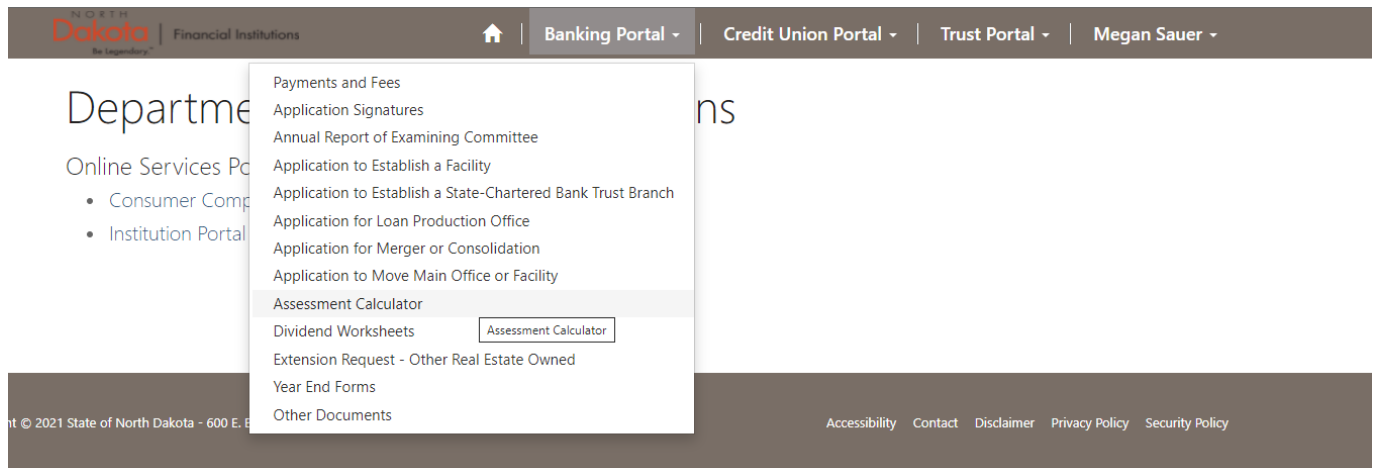 NORTH
Dakota Financial Institutions
Be Legendary.™
Banking Portal Credit Union Portal Trust Portal Megan Sauer
Departme ns
Online Services Po
Consumer Comp
Institution Portal
Payments and Fees
Application Signatures
Annual Report of Examining Committee
Application to Establish a Facility
Application to Establish a State-Chartered Bank Trust Branch
Application for Loan Production Office
Application for Merger or Consolidation
Application to Move Main Office or Facility
Assessment Calculator
Dividend Worksheets
Assessment Calculator
Extension Request - Other Real Estate Owned
Year End Forms
Other Documents
ht © 2021 State of North Dakota - 600 E. B
Accessibility Contact Disclaimer Privacy Policy Security Policy